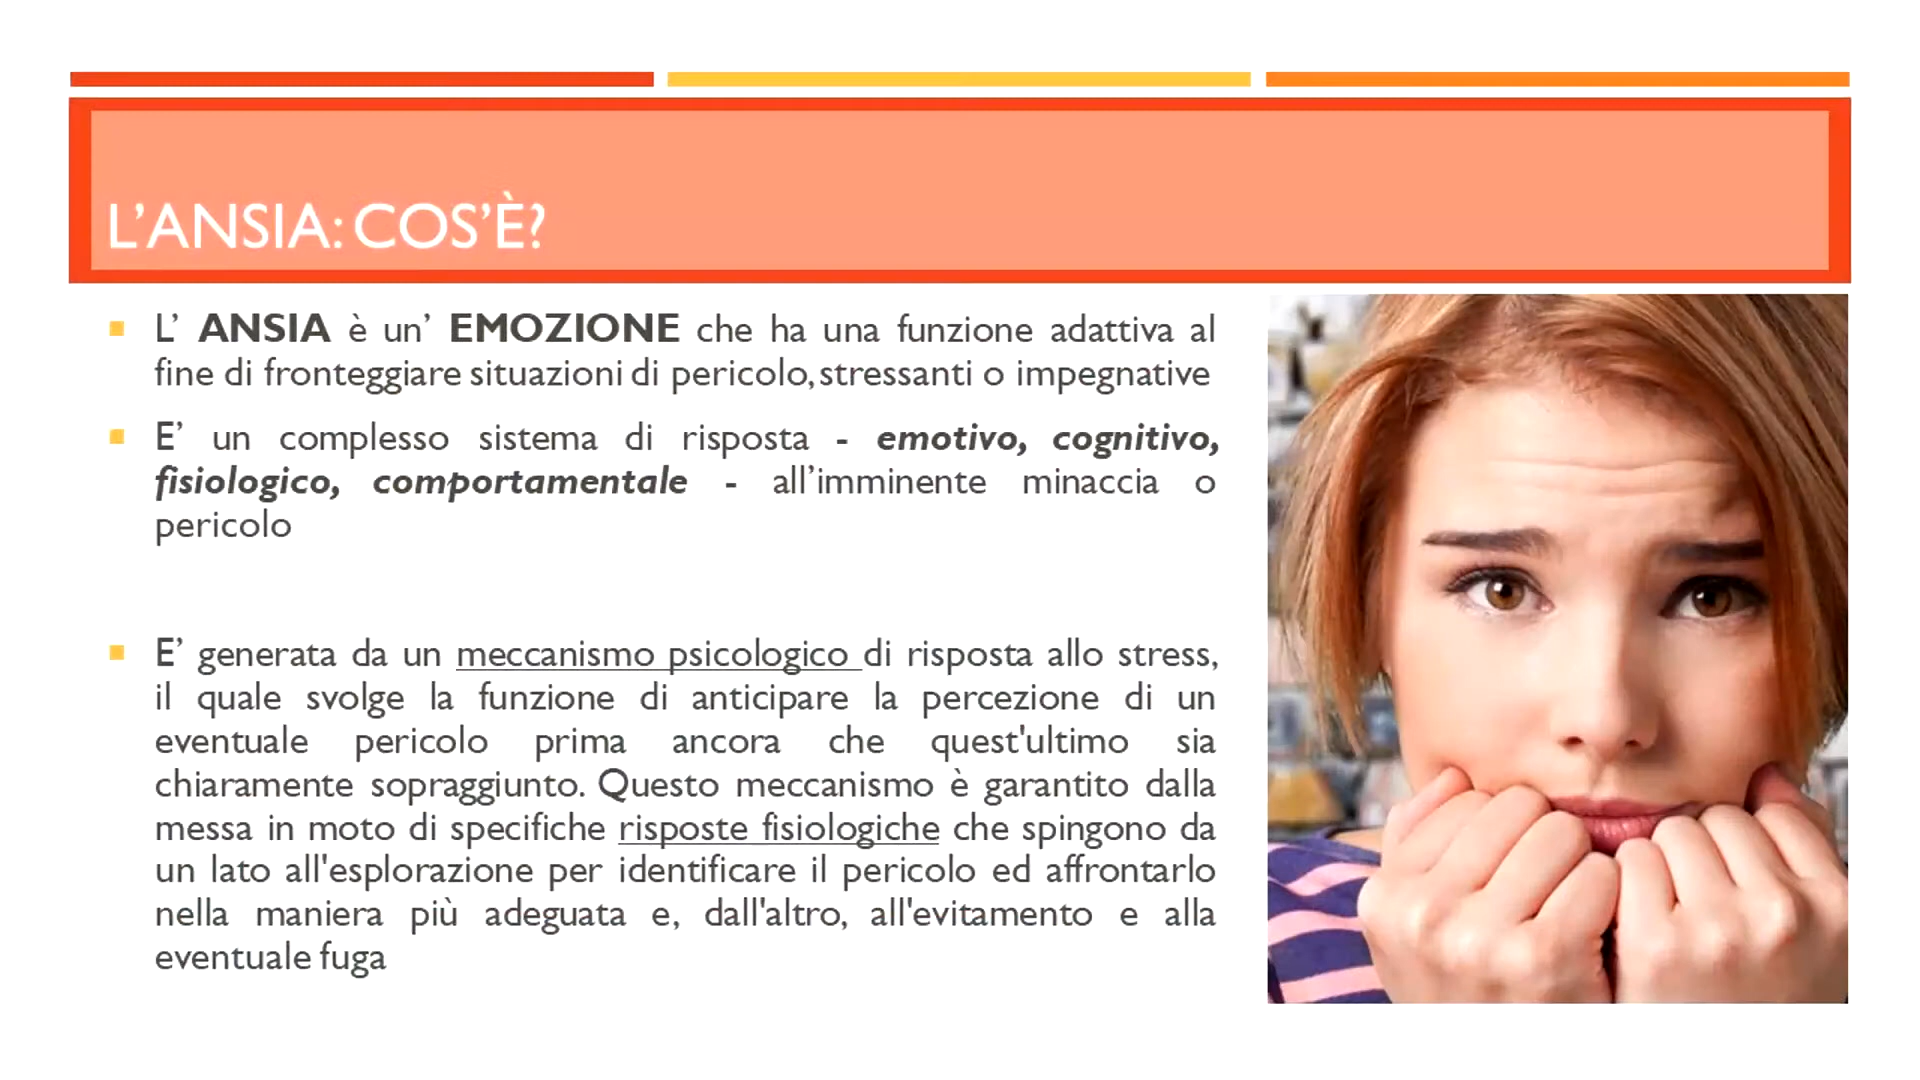 L’ANSIA: COS’È?
L’ ANSIA è un’ EMOZIONE che ha una funzione adattiva al
fine di fronteggiare situazioni di pericolo, stressanti o impegnative
E’ un complesso sistema di risposta - emotivo, cognitivo,
fisiologico, comportamentale - all’imminente minaccia o
pericolo
E’ generata da un meccanismo psicologico di risposta allo stress,
il quale svolge la funzione di anticipare la percezione di un
eventuale pericolo prima ancora che quest'ultimo sia
chiaramente sopraggiunto. Questo meccanismo è garantito dalla
messa in moto di specifiche risposte fisiologiche che spingono da
un lato all'esplorazione per identificare il pericolo ed affrontarlo
nella maniera più adeguata e, dall'altro, all'evitamento e alla
eventuale fuga